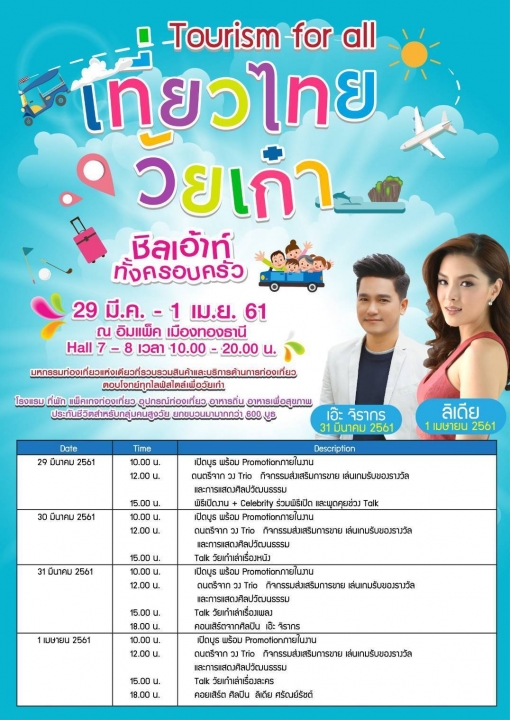 Tourism for all
เที่ยวไทย
วัยเก๋า
ชิลเอ้าท์
ทั้งครอบครัว
29 มี.ค. - 1 เม.ย. 61
ณ อิมแพ็ค เมืองทองธานี
Hall 7 - 8 เวลา 10.00 - 20.00 น.
มหกรรมท่องเที่ยวแห่งเดียวที่รวบรวมสินค้าและบริการด้านการท่องเที่ยว
ตอบโจทย์ทุกไลฟ์สไตล์เพื่อวัยเก๋า
โรงแรม ที่พัก แพ็คเกจท่องเที่ยว อุปกรณ์ท่องเที่ยว อาหารถิ่น อาหารเพื่อสุขภาพ
ประกันชีวิตสำหรับกลุ่มคนสูงวัย ยกขบวนมามากกว่า 600 บูธ
เอ๊ะ จิรากร
31 มีนาคม 2561
ลิเดีย
1 เมษายน 2561
Date Time Description
29 มีนาคม 2561 10.00 น. เปิดบูธ พร้อม Promotionภายในงาน
12.00 น. ดนตรีจาก วง Trio กิจกรรมส่งเสริมการขาย เล่นเกมรับของรางวัล
และการแสดงศิลปวัฒนธรรม
15.00 น. พิธีเปิดงาน + Celebrity ร่วมพิธีเปิด และพูดคุยช่วง Talk
30 มีนาคม 2561 10.00 น. เปิดบูธ พร้อม Promotionภายในงาน
12.00 น. ดนตรีจาก วง Trio กิจกรรมส่งเสริมการขาย เล่นเกมรับของรางวัล
และการแสดงศิลปวัฒนธรรม
15.00 น. Talk วัยเก๋าเล่าเรื่องหนัง
31 มีนาคม 2561 10.00 น. เปิดบูธ พร้อม Promotionภายในงาน
12.00 น. ดนตรีจาก วง Trio กิจกรรมส่งเสริมการขาย เล่นเกมรับของรางวัล
และการแสดงศิลปวัฒนธรรม
15.00 น. Talk วัยเก๋าเล่าเรื่องเพลง
18.00 น. คอนเสิร์ตจากศิลปิน เอ๊ะ จิรากร
1 เมษายน 2561 10.00 น. เปิดบูธ พร้อม Promotionภายในงาน
12.00 น. ดนตรีจาก วง Trio กิจกรรมส่งเสริมการขาย เล่นเกมรับของรางวัล
และการแสดงศิลปวัฒนธรรม
15.00 น. Talk วัยเก๋าเล่าเรื่องละคร
18.00 น. คอยเสิร์ต ศิลปิน ลิเดีย ศรัณย์รัชต์